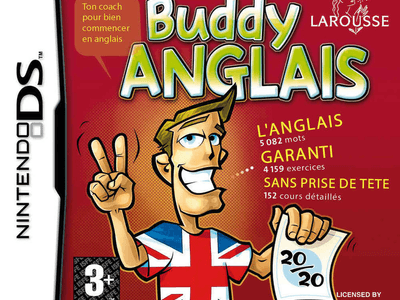 NINTENDO DS
TM
Ton coach
pour bien
commencer
en anglais
Buddy
ANGLAIS
LAROUSSE
L'ANGLAIS
5 082 mots
GARANTI
4 159 exercices
SANS PRISE DE TETE
152 cours détaillés
20/20
3+
LICENSED BY